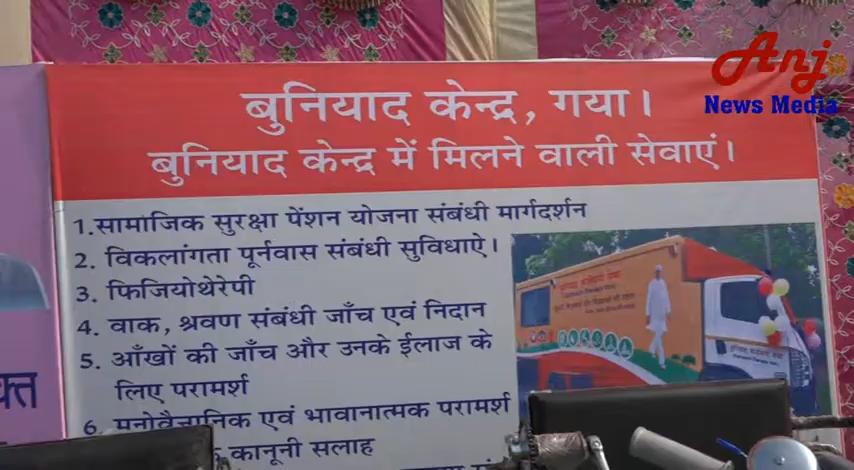 Anj
News Media
बुनियाद केन्द्र, गया।
बुनियाद केन्द्र में मिलने वाली सेवाएं।
1.सामाजिक सुरक्षा पेंशन योजना संबंधी मार्गदर्शन
2. विकलांगता पूर्नवास संबंधी सुविधाऐ।
3. फिजियोथेरेपी
4. वाक, श्रवण संबंधी जाँच एवं निदान
5. आँखों की जाँच और उनके ईलाज के
लिए परामर्श
6. मनोवैज्ञानिक एवं भावानात्मक परामर्श
कानूनी सलाह